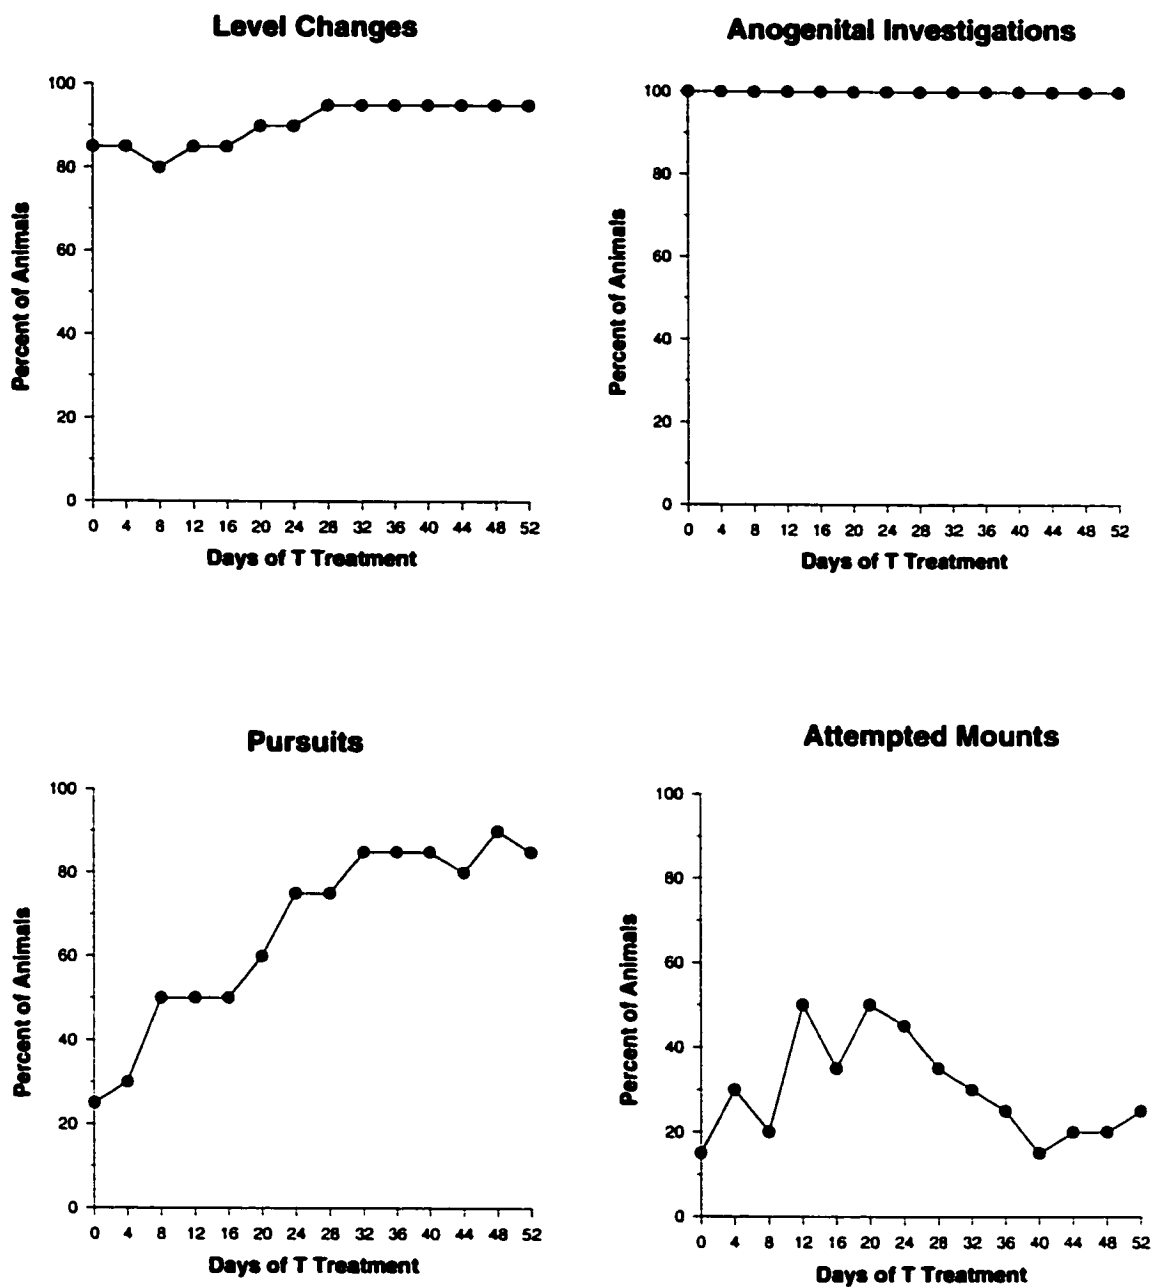 Level Changes
Percent of Animals
100
80
60
40
20
0
0 4 8 12 16 20 24 28 32 36 40 44 48 52
Days of T Treatment
Anogenital Investigations
Percent of Animals
100
80
60
40
20
0
0 4 8 12 16 20 24 28 32 36 40 44 48 52
Days of T Treatment
Pursuits
Percent of Animals
100
80
60
40
20
0
0 4 8 12 16 20 24 28 32 36 40 44 48 52
Days of T Treatment
Attempted Mounts
Percent of Animals
100
80
60
40
20
0
0 4 8 12 16 20 24 28 32 36 40 44 48 52
Days of T Treatment